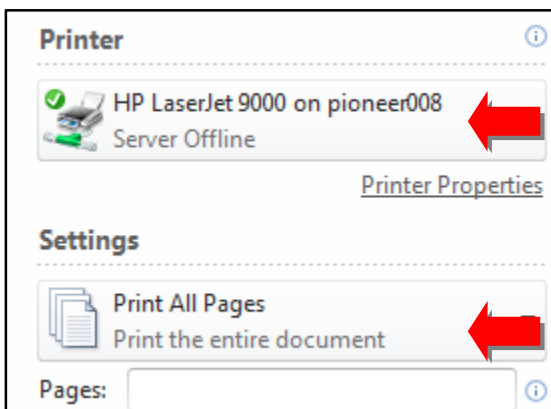 Printer
HP LaserJet 9000 on pioneer008
Server Offline
Printer Properties
Settings
Print All Pages
Print the entire document
Pages: